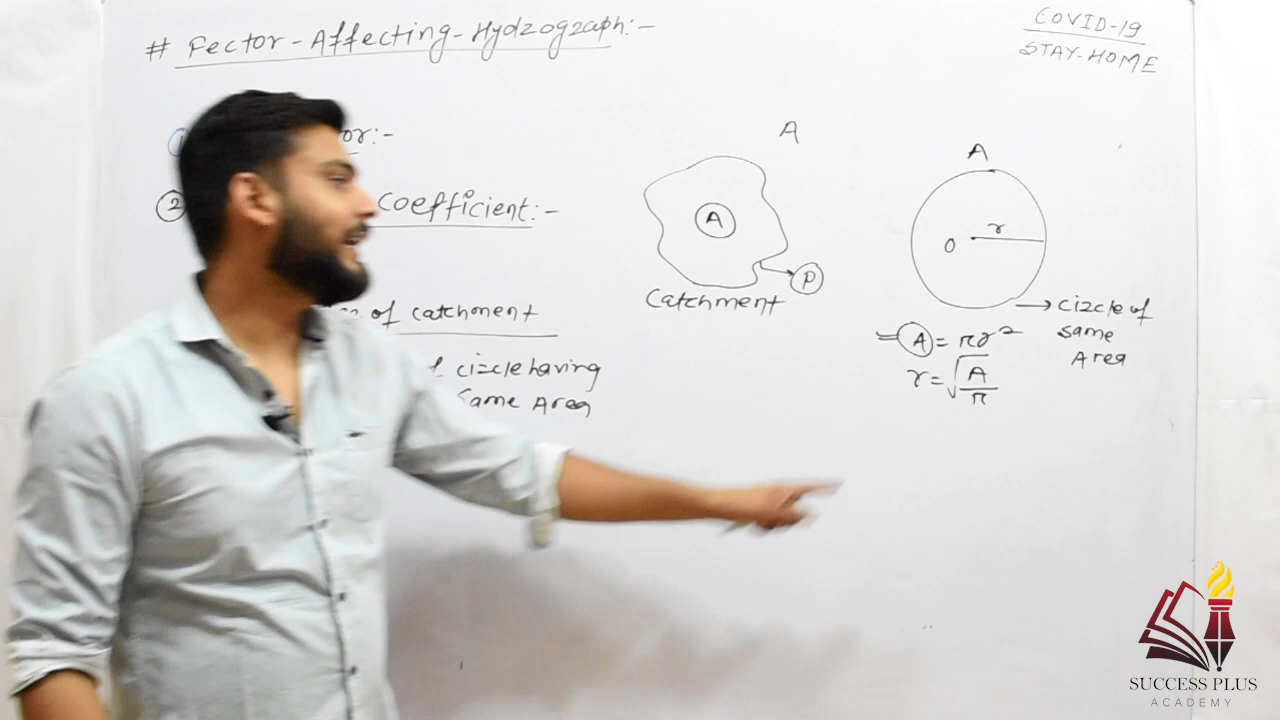 # Fector-Affecting-Hydrograph:-
COVID-19
STAY-HOME
or:-
2
Coefficient:-
of catchment
circle having
Same Area
A
A
P
Catchment
A
O
r
Circle of
Same
Area
A = πr²
r = √A/π
SUCCESS PLUS
ACADEMY